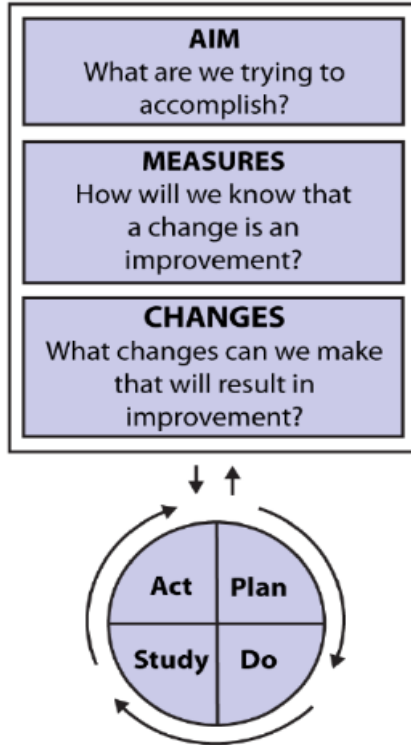 AIM
What are we trying to
accomplish?
MEASURES
How will we know that
a change is an
improvement?
CHANGES
What changes can we make
that will result in
improvement?
Act
Plan
Study
Do